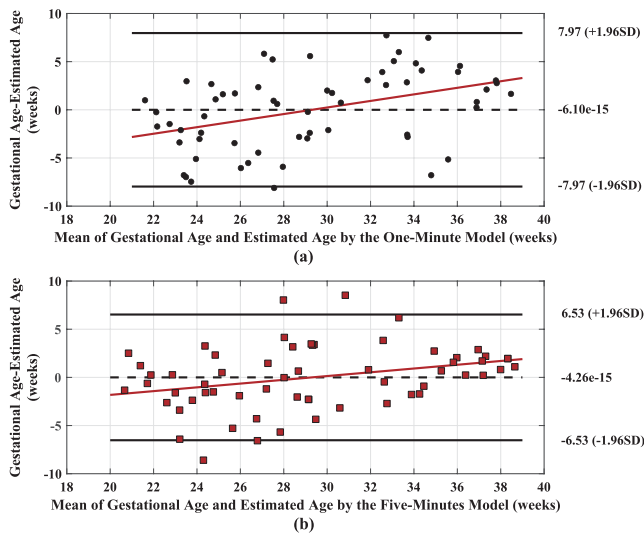 Gestational Age-Estimated Age
(weeks)
10
5
0
-5
-10
7.97 (+1.96SD)
-6.10e-15
-7.97 (-1.96SD)
18 20 22 24 26 28 30 32 34 36 38 40
Mean of Gestational Age and Estimated Age by the One-Minute Model (weeks)
(a)
Gestational Age-Estimated Age
(weeks)
10
5
0
-5
-10
6.53 (+1.96SD)
-4.26e-15
-6.53 (-1.96SD)
18 20 22 24 26 28 30 32 34 36 38 40
Mean of Gestational Age and Estimated Age by the Five-Minutes Model (weeks)
(b)